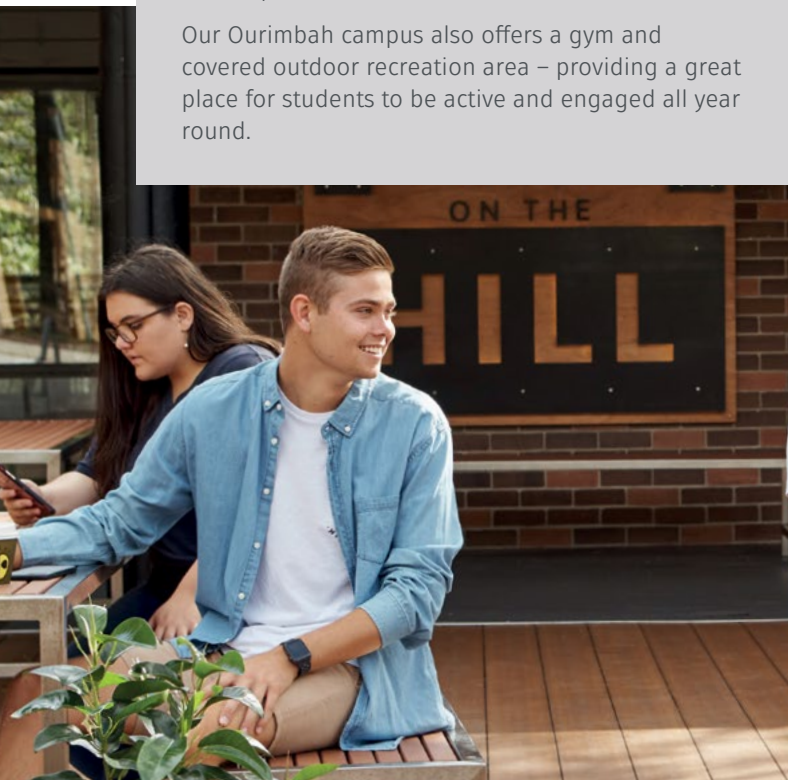 Our Ourimbah campus also offers a gym and
covered outdoor recreation area – providing a great
place for students to be active and engaged all year
round.
ON THE
HILL